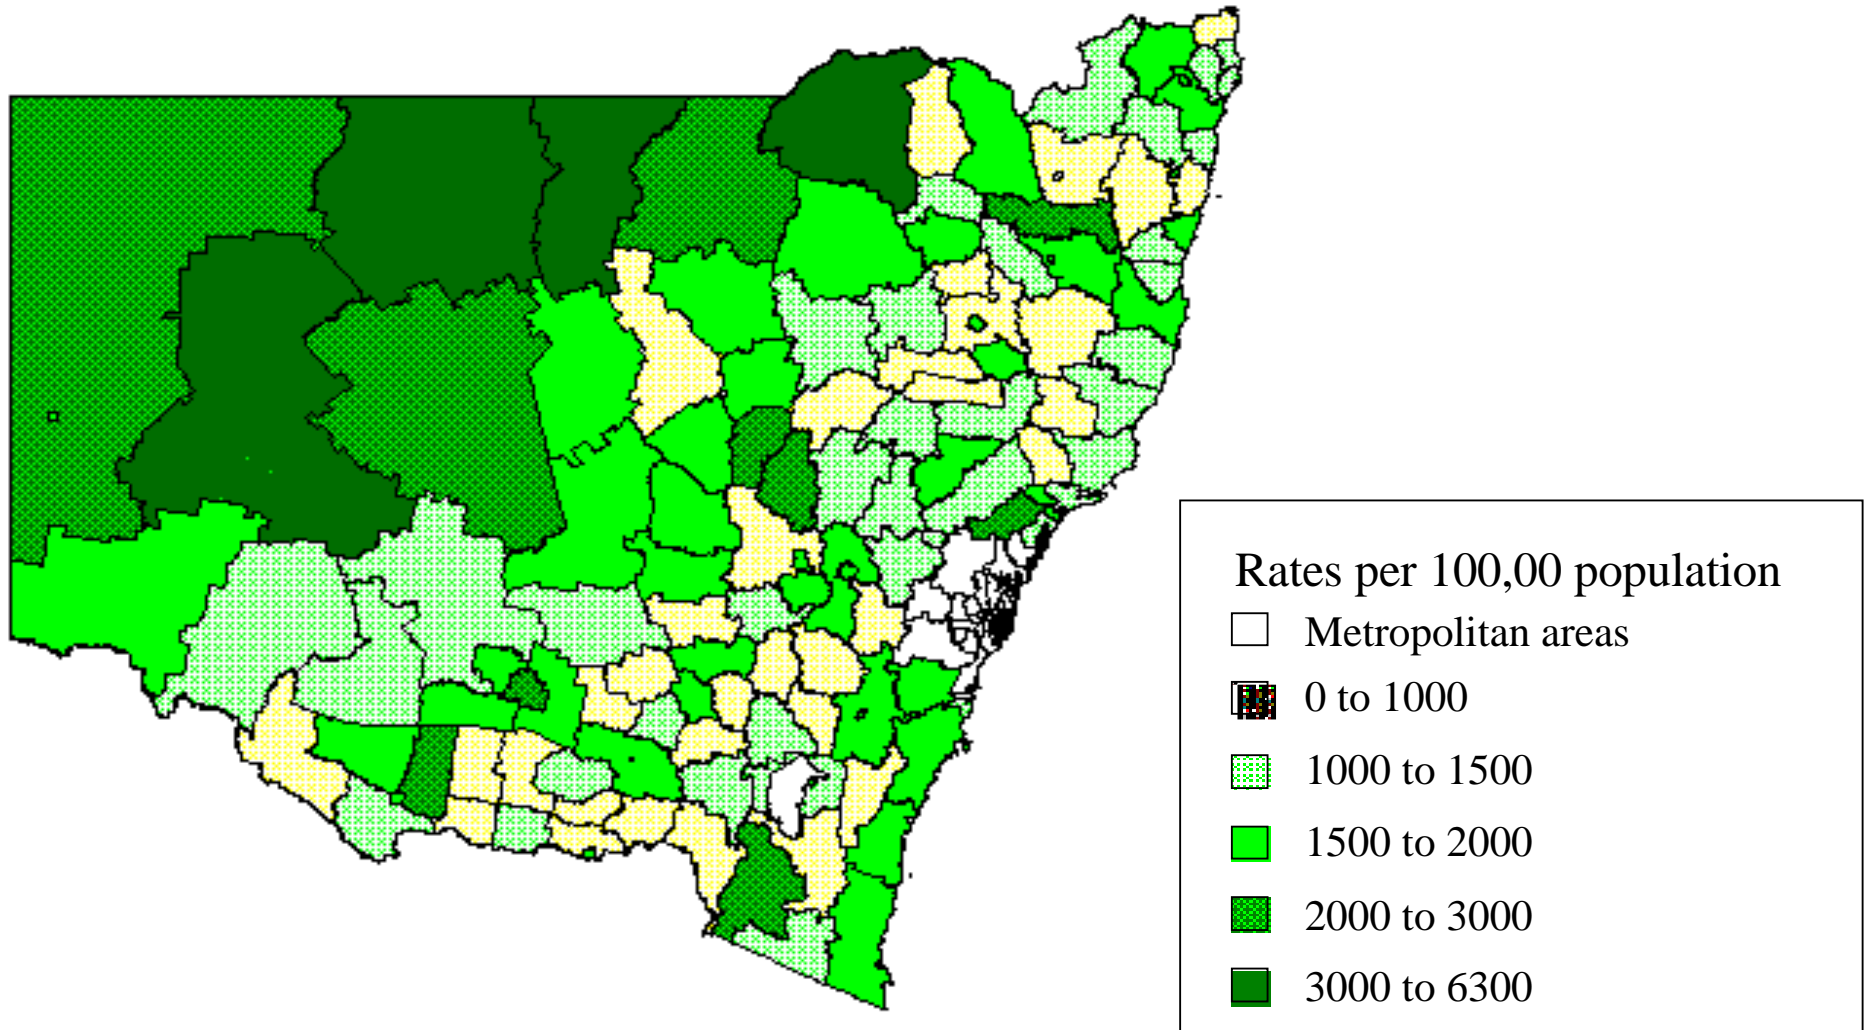 Rates per 100,00 population
Metropolitan areas
0 to 1000
1000 to 1500
1500 to 2000
2000 to 3000
3000 to 6300